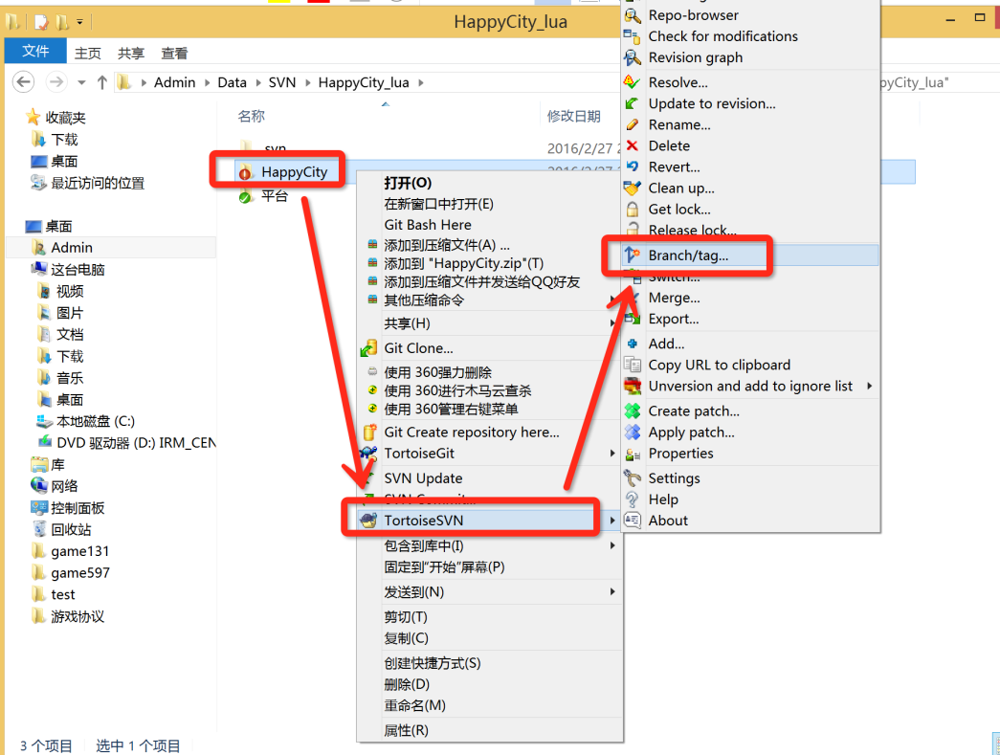 HappyCity_lua
文件 主页 共享 查看
Admin Data SVN HappyCity_lua
pyCity_lua"
收藏夹
下载
桌面
最近访问的位置
桌面
Admin
这台电脑
视频
图片
文档
下载
音乐
桌面
本地磁盘 (C:)
DVD 驱动器 (D:) IRM_CEN
库
网络
控制面板
回收站
game131
game597
test
游戏协议
名称 修改日期
svn 2016/2/27
HappyCity 2016/2/27
平台
打开(O)
在新窗口中打开(E)
Git Bash Here
添加到压缩文件(A) ...
添加到 "HappyCity.zip"(T)
添加到压缩文件并发送给QQ好友
其他压缩命令
共享(H)
Git Clone...
使用 360强力删除
使用 360进行木马云查杀
使用 360管理右键菜单
Git Create repository here...
TortoiseGit
SVN Update
SVN Commit...
TortoiseSVN
包含到库中(I)
固定到"开始"屏幕(P)
发送到(N)
剪切(T)
复制(C)
创建快捷方式(S)
删除(D)
重命名(M)
属性(R)
Repo-browser
Check for modifications
Revision graph
Resolve...
Update to revision...
Rename...
Delete
Revert...
Clean up...
Get lock...
Release lock...
Branch/tag...
Switch...
Merge...
Export...
Add...
Copy URL to clipboard
Unversion and add to ignore list
Create patch...
Apply patch...
Properties
Settings
Help
About
3 个项目 选中 1 个项目